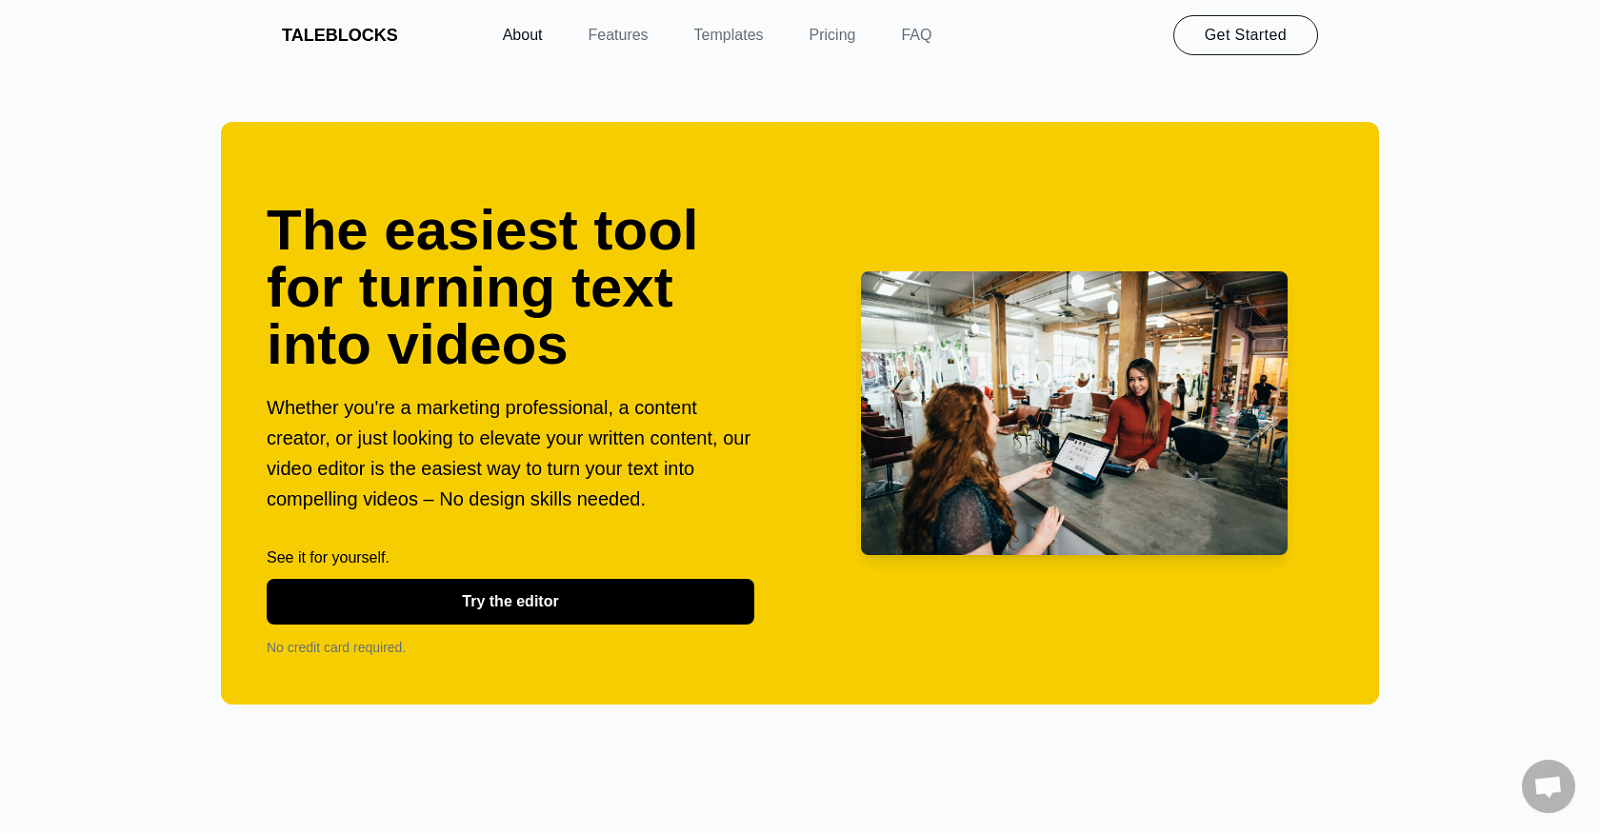 TALEBLOCKS
About
Features
Templates
Pricing
FAQ
Get Started
The easiest tool
for turning text
into videos
Whether you're a marketing professional, a content
creator, or just looking to elevate your written content, our
video editor is the easiest way to turn your text into
compelling videos – No design skills needed.
See it for yourself.
Try the editor
No credit card required.